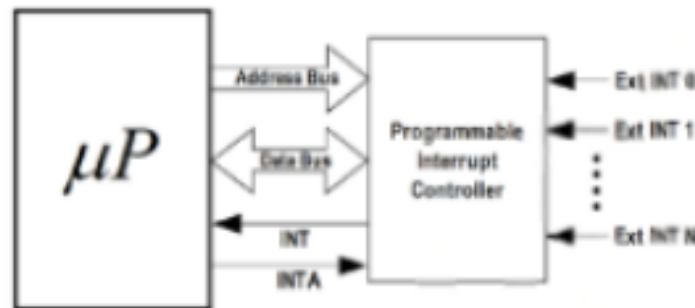 μP
Address Bus
Data Bus
INT
INTA
Programmable
Interrupt
Controller
Ext INT 0
Ext INT 1
Ext INT N